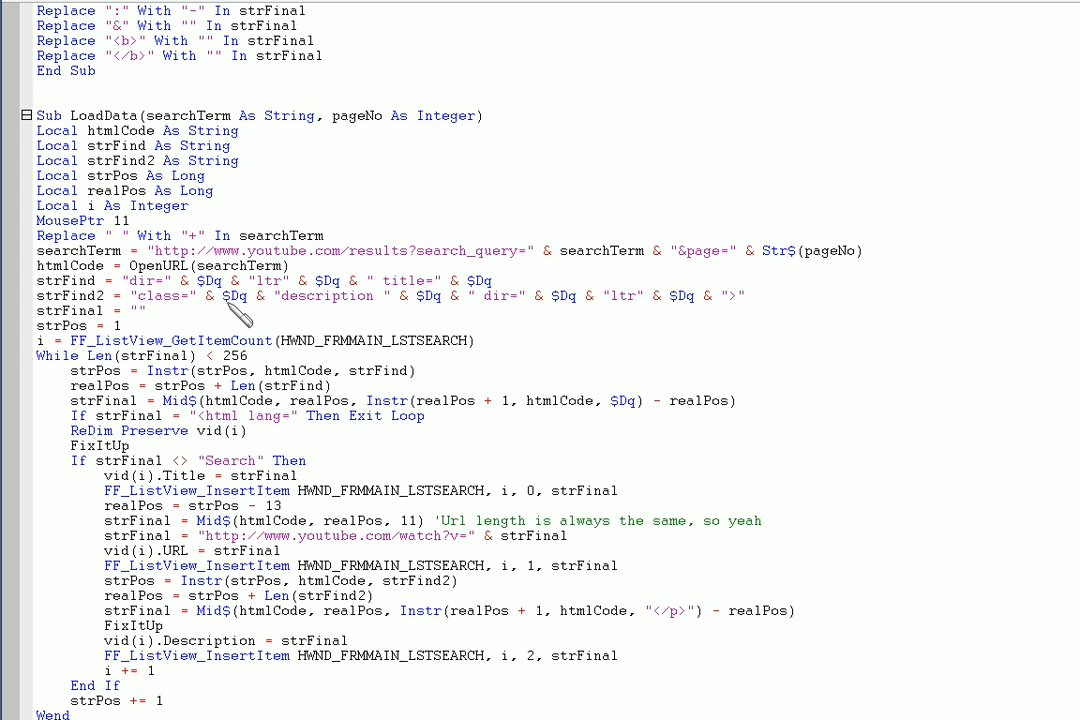 Replace ":" With "-" In strFinal
Replace "&" With "" In strFinal
Replace "<b>" With "" In strFinal
Replace "</b>" With "" In strFinal
End Sub
Sub LoadData(searchTerm As String, pageNo As Integer)
Local htmlCode As String
Local strFind As String
Local strFind2 As String
Local strPos As Long
Local realPos As Long
Local i As Integer
MousePtr 11
Replace " " With "+" In searchTerm
searchTerm = "http://www.youtube.com/results?search_query=" & searchTerm & "&page=" & Str$(pageNo)
htmlCode = OpenURL(searchTerm)
strFind = "dir=" & $Dq & "ltr" & $Dq & " title=" & $Dq
strFind2 = "class=" & $Dq & "description " & $Dq & " dir=" & $Dq & "ltr" & $Dq & ">"
strFinal = ""
strPos = 1
i = FF_ListView_GetItemCount(HWND_FRMMAIN_LSTSEARCH)
While Len(strFinal) < 256
strPos = Instr(strPos, htmlCode, strFind)
realPos = strPos + Len(strFind)
strFinal = Mid$(htmlCode, realPos, Instr(realPos + 1, htmlCode, $Dq) - realPos)
If strFinal = "<html lang=" Then Exit Loop
ReDim Preserve vid(i)
FixItUp
If strFinal <> "Search" Then
vid(i).Title = strFinal
FF_ListView_InsertItem HWND_FRMMAIN_LSTSEARCH, i, 0, strFinal
realPos = strPos - 13
strFinal = Mid$(htmlCode, realPos, 11) 'Url length is always the same, so yeah
strFinal = "http://www.youtube.com/watch?v=" & strFinal
vid(i).URL = strFinal
FF_ListView_InsertItem HWND_FRMMAIN_LSTSEARCH, i, 1, strFinal
strPos = Instr(strPos, htmlCode, strFind2)
realPos = strPos + Len(strFind2)
strFinal = Mid$(htmlCode, realPos, Instr(realPos + 1, htmlCode, "</p>") - realPos)
FixItUp
vid(i).Description = strFinal
FF_ListView_InsertItem HWND_FRMMAIN_LSTSEARCH, i, 2, strFinal
i += 1
End If
strPos += 1
Wend